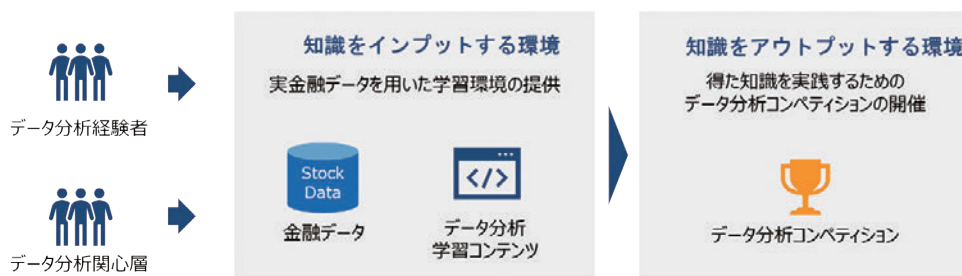 データ分析経験者
データ分析関心層
知識をインプットする環境
実金融データを用いた学習環境の提供
Stock
Data
金融データ
</>
データ分析
学習コンテンツ
知識をアウトプットする環境
得た知識を実践するための
データ分析コンペティションの開催
データ分析コンペティション